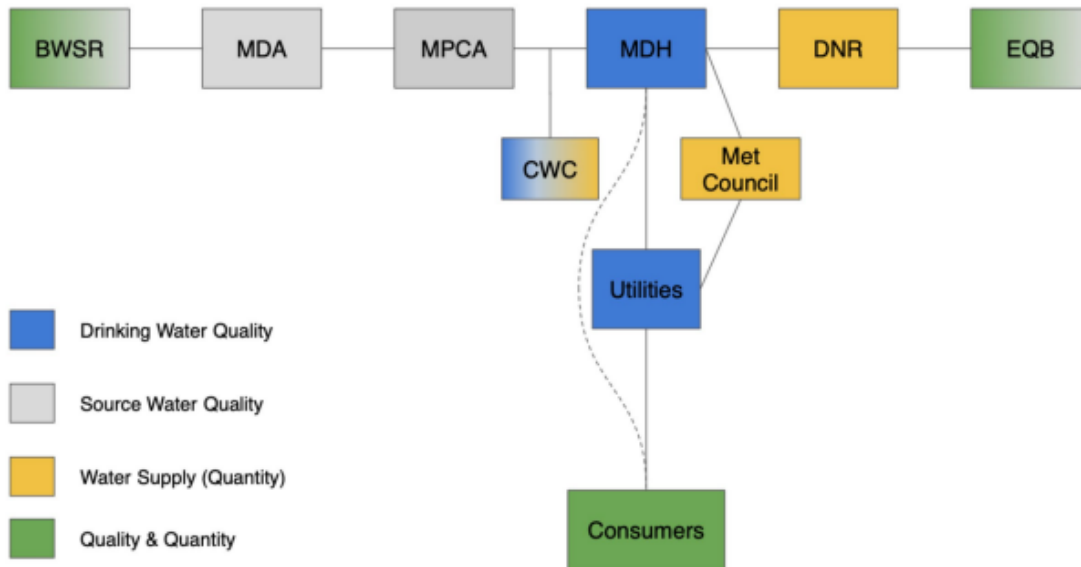 BWSR
MDA
MPCA
MDH
DNR
EQB
CWC
Met
Council
Utilities
Drinking Water Quality
Source Water Quality
Water Supply (Quantity)
Quality & Quantity
Consumers